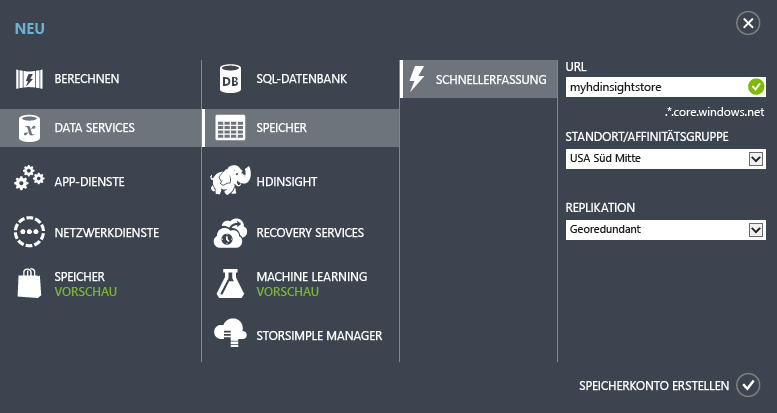 NEU
BERECHNEN
DATA SERVICES
APP-DIENSTE
NETZWERKDIENSTE
SPEICHER
VORSCHAU
DB
SQL-DATENBANK
SPEICHER
HDINSIGHT
RECOVERY SERVICES
MACHINE LEARNING
VORSCHAU
STORSIMPLE MANAGER
SCHNELLERFASSUNG
URL
myhdinsightstore
.*.core.windows.net
STANDORT/AFFINITÄTSGRUPPE
USA Süd Mitte
REPLIKATION
Georedundant
SPEICHERKONTO ERSTELLEN